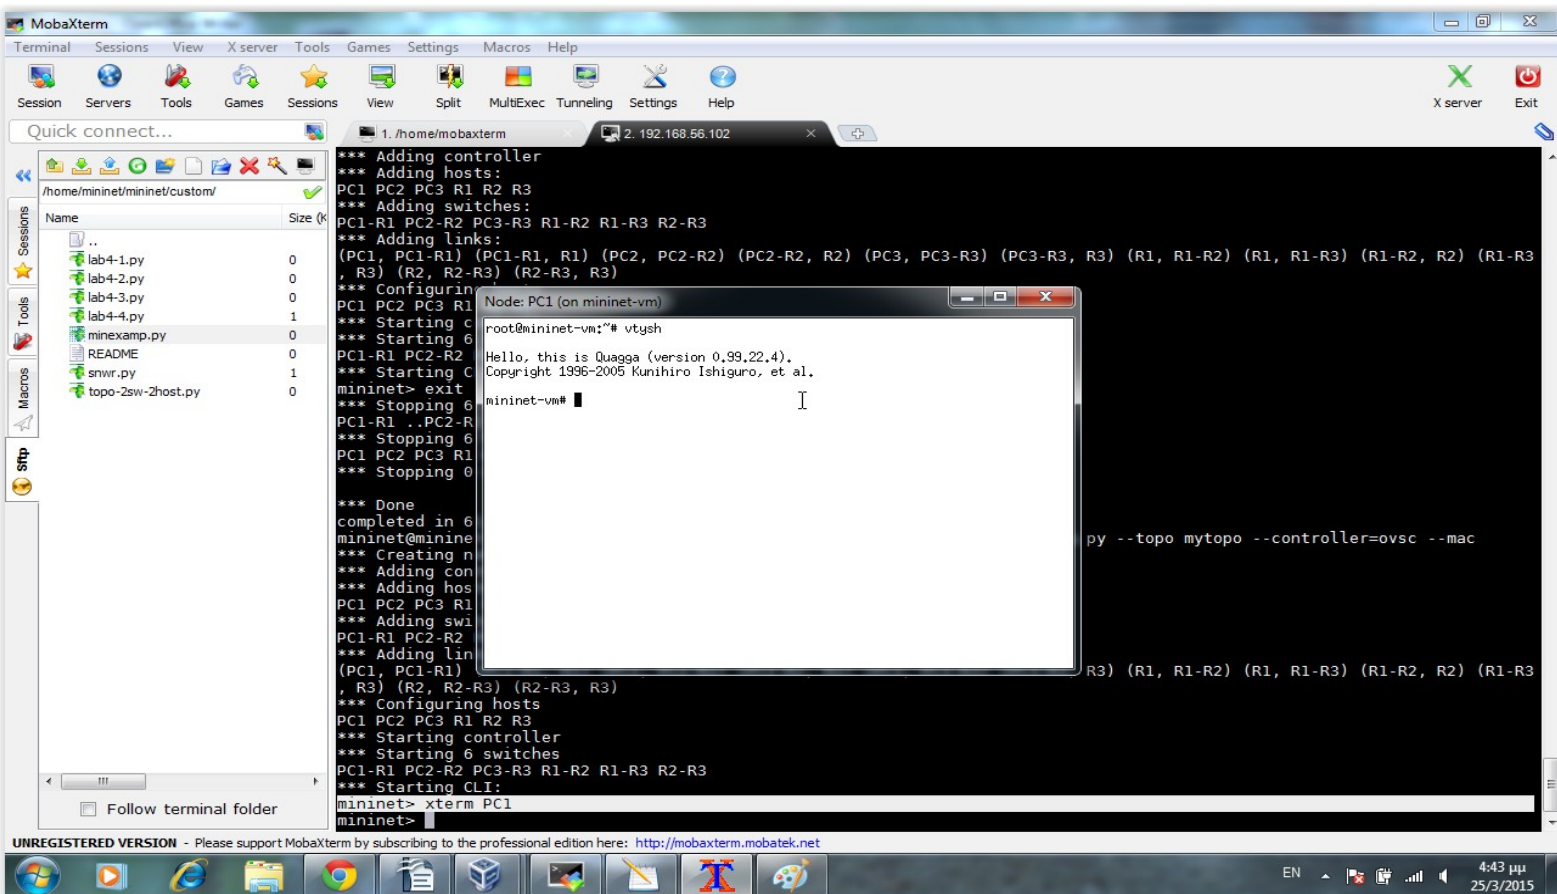 MobaXterm
Terminal Sessions View X server Tools Games Settings Macros Help
Session Servers Tools Games Sessions View Split MultiExec Tunneling Settings Help X server Exit
Quick connect...
1. /home/mobaxterm
2. 192.168.56.102
/home/mininet/mininet/custom/
Name Size (K
..
lab4-1.py 0
lab4-2.py 0
lab4-3.py 0
lab4-4.py 1
minexamp.py 0
README 0
snwr.py 1
topo-2sw-2host.py 0
Sessions
Tools
Macros
Sftp
Follow terminal folder
*** Adding controller
*** Adding hosts:
PC1 PC2 PC3 R1 R2 R3
*** Adding switches:
PC1-R1 PC2-R2 PC3-R3 R1-R2 R1-R3 R2-R3
*** Adding links:
(PC1, PC1-R1) (PC1-R1, R1) (PC2, PC2-R2) (PC2-R2, R2) (PC3, PC3-R3) (PC3-R3, R3) (R1, R1-R2) (R1, R1-R3) (R1-R2, R2) (R1-R3
, R3) (R2, R2-R3) (R2-R3, R3)
*** Configurin
PC1 PC2 PC3 R1
*** Starting c
*** Starting 6
PC1-R1 PC2-R2
*** Starting C
mininet> exit
*** Stopping 6
PC1-R1 ..PC2-R
*** Stopping 6
PC1 PC2 PC3 R1
*** Stopping 0
*** Done
completed in 6
mininet@minine py --topo mytopo --controller=ovsc --mac
*** Creating n
*** Adding con
*** Adding hos
PC1 PC2 PC3 R1
*** Adding swi
PC1-R1 PC2-R2
*** Adding lin
(PC1, PC1-R1) R3) (R1, R1-R2) (R1, R1-R3) (R1-R2, R2) (R1-R3
, R3) (R2, R2-R3) (R2-R3, R3)
*** Configuring hosts
PC1 PC2 PC3 R1 R2 R3
*** Starting controller
*** Starting 6 switches
PC1-R1 PC2-R2 PC3-R3 R1-R2 R1-R3 R2-R3
*** Starting CLI:
mininet> xterm PC1
mininet>
Node: PC1 (on mininet-vm)
root@mininet-vm:~# vtysh
Hello, this is Quagga (version 0.99.22.4).
Copyright 1996-2005 Kunihiro Ishiguro, et al.
mininet-vm#
UNREGISTERED VERSION - Please support MobaXterm by subscribing to the professional edition here: http://mobaxterm.mobatek.net
EN
4:43 μμ
25/3/2015